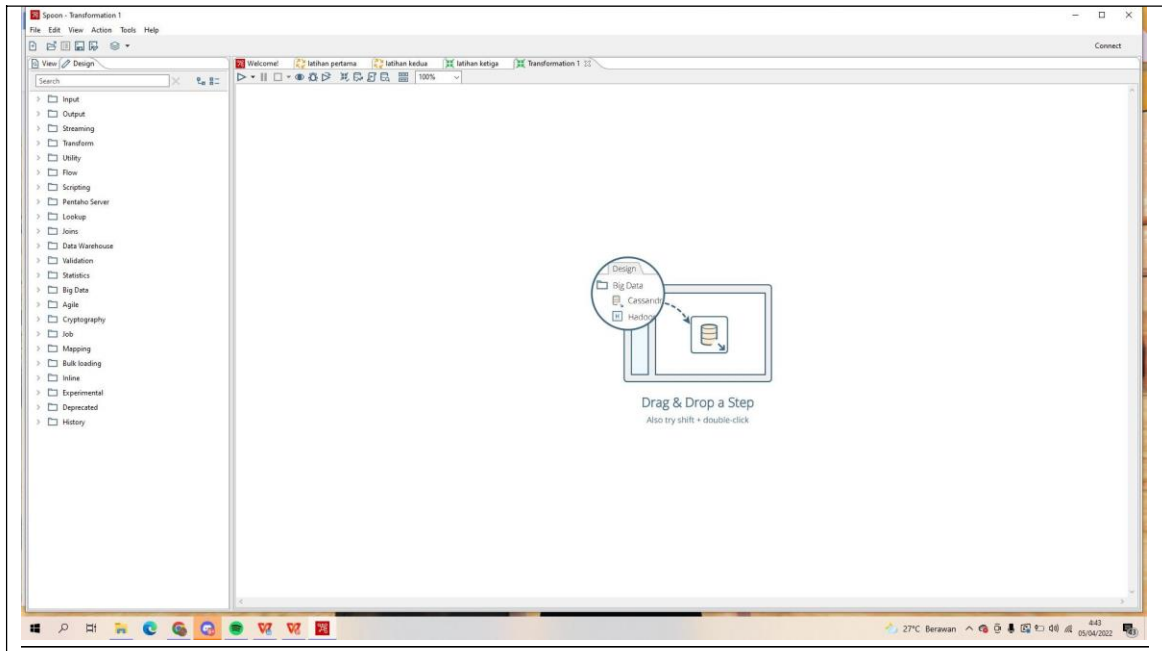 Spoon - Transformation 1
File Edit View Action Tools Help
Connect
View Design
Welcome! latihan pertama latihan kedua latihan ketiga Transformation 1
Search
100%
Input
Output
Streaming
Transform
Utility
Flow
Scripting
Pentaho Server
Lookup
Joins
Data Warehouse
Validation
Statistics
Big Data
Agile
Cryptography
Job
Mapping
Bulk loading
Inline
Experimental
Deprecated
History
Design
Big Data
Cassandr
Hadoop
Drag & Drop a Step
Also try shift + double-click
27°C Berawan
4:43
05/04/2022